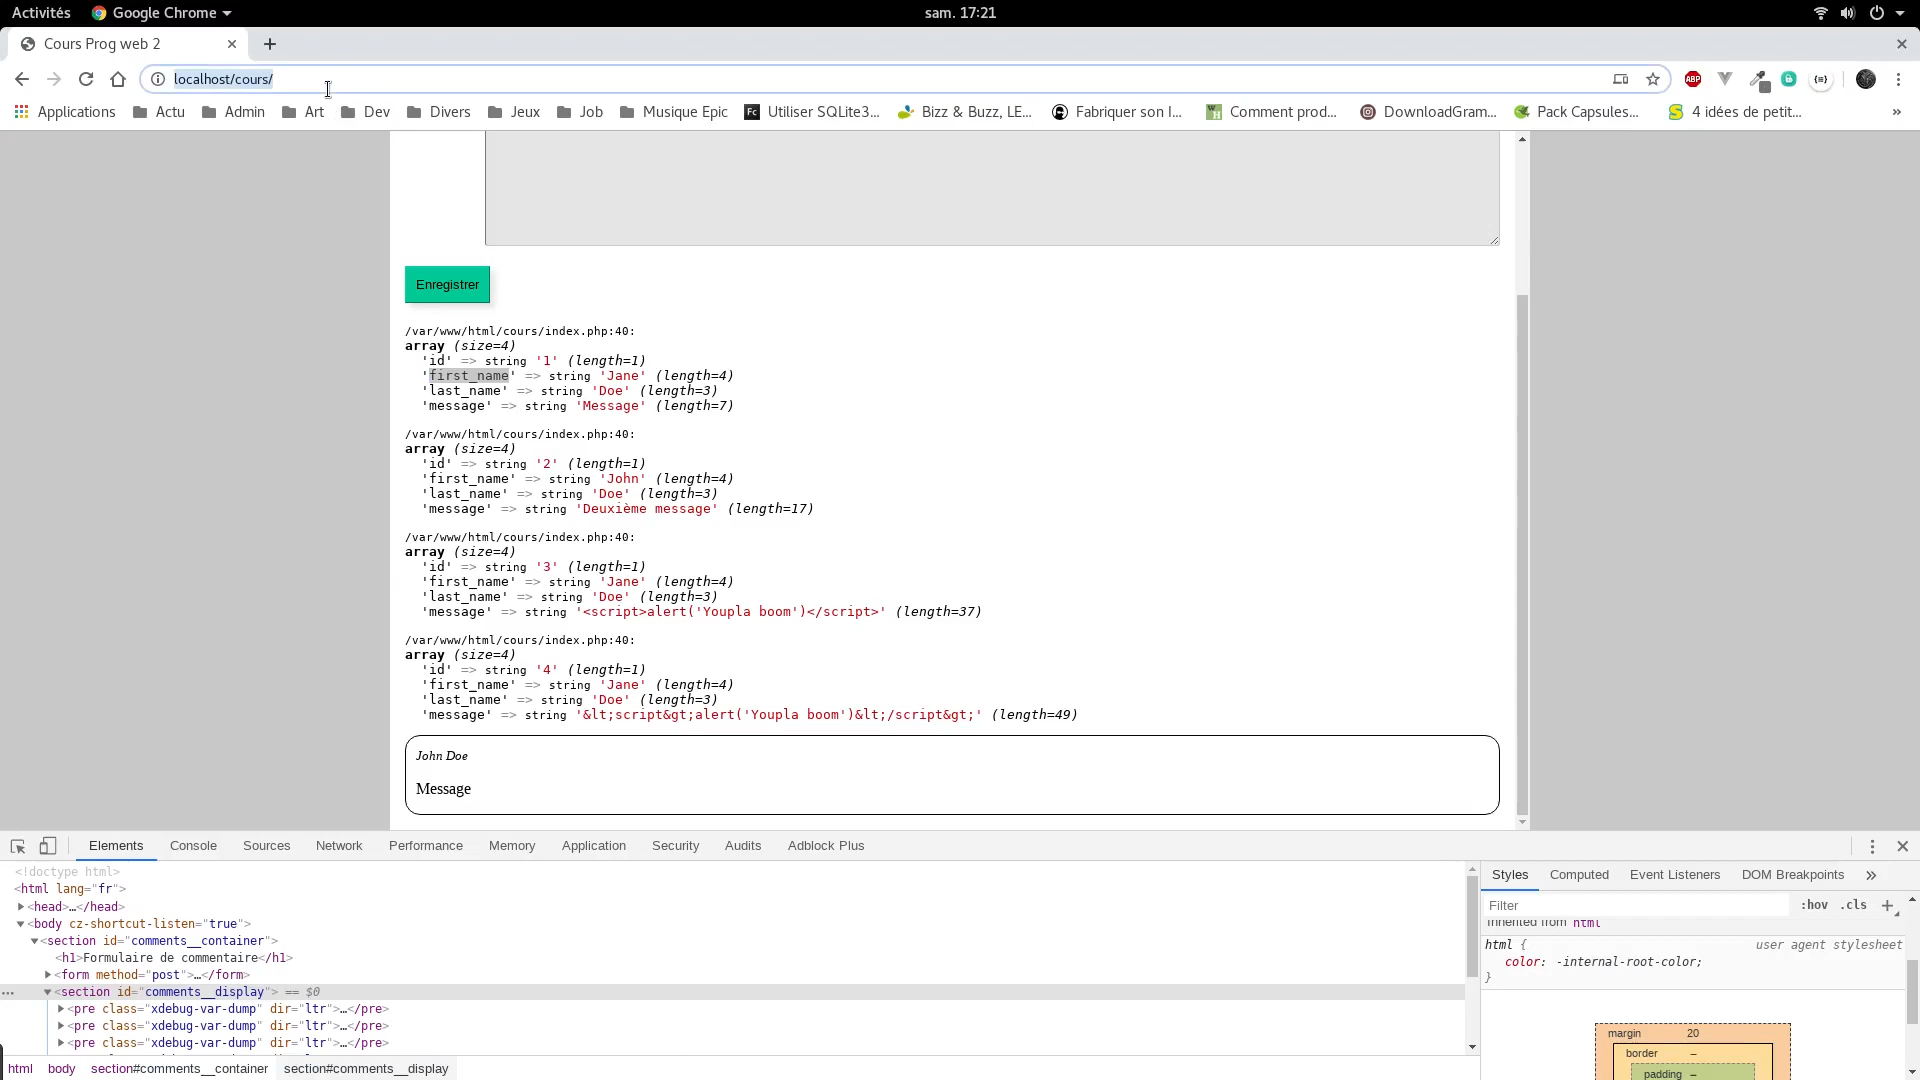 Activités Google Chrome sam. 17:21
Cours Prog web 2
localhost/cours/
ABP
Applications Actu Admin Art Dev Divers Jeux Job Musique Epic Fc Utiliser SQLite3... Bizz & Buzz, LE... Fabriquer son I... Comment prod... DownloadGram... Pack Capsules... 4 idées de petit... »
Enregistrer
/var/www/html/cours/index.php:40:
array (size=4)
'id' => string '1' (length=1)
'first_name' => string 'Jane' (length=4)
'last_name' => string 'Doe' (length=3)
'message' => string 'Message' (length=7)
/var/www/html/cours/index.php:40:
array (size=4)
'id' => string '2' (length=1)
'first_name' => string 'John' (length=4)
'last_name' => string 'Doe' (length=3)
'message' => string 'Deuxième message' (length=17)
/var/www/html/cours/index.php:40:
array (size=4)
'id' => string '3' (length=1)
'first_name' => string 'Jane' (length=4)
'last_name' => string 'Doe' (length=3)
'message' => string '<script>alert('Youpla boom')</script>' (length=37)
/var/www/html/cours/index.php:40:
array (size=4)
'id' => string '4' (length=1)
'first_name' => string 'Jane' (length=4)
'last_name' => string 'Doe' (length=3)
'message' => string '&lt;script&gt;alert('Youpla boom')&lt;/script&gt;' (length=49)
John Doe
Message
Elements Console Sources Network Performance Memory Application Security Audits Adblock Plus
<!doctype html>
<html lang="fr">
<head>…</head>
<body cz-shortcut-listen="true">
<section id="comments__container">
<h1>Formulaire de commentaire</h1>
<form method="post">…</form>
<section id="comments__display"> == $0
<pre class="xdebug-var-dump" dir="ltr">…</pre>
<pre class="xdebug-var-dump" dir="ltr">…</pre>
<pre class="xdebug-var-dump" dir="ltr">…</pre>
html body section#comments__container section#comments__display
Styles Computed Event Listeners DOM Breakpoints »
Filter :hov .cls +
Inherited from html
html { user agent stylesheet
color: -internal-root-color;
}
margin 20
border –
padding –